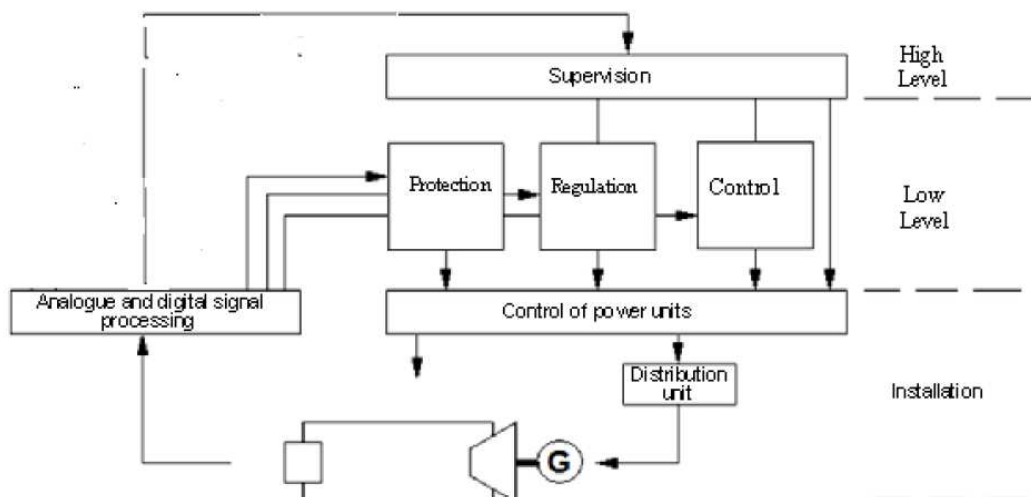 Supervision
High
Level
Protection
Regulation
Control
Low
Level
Analogue and digital signal
processing
Control of power units
Distribution
unit
Installation
G